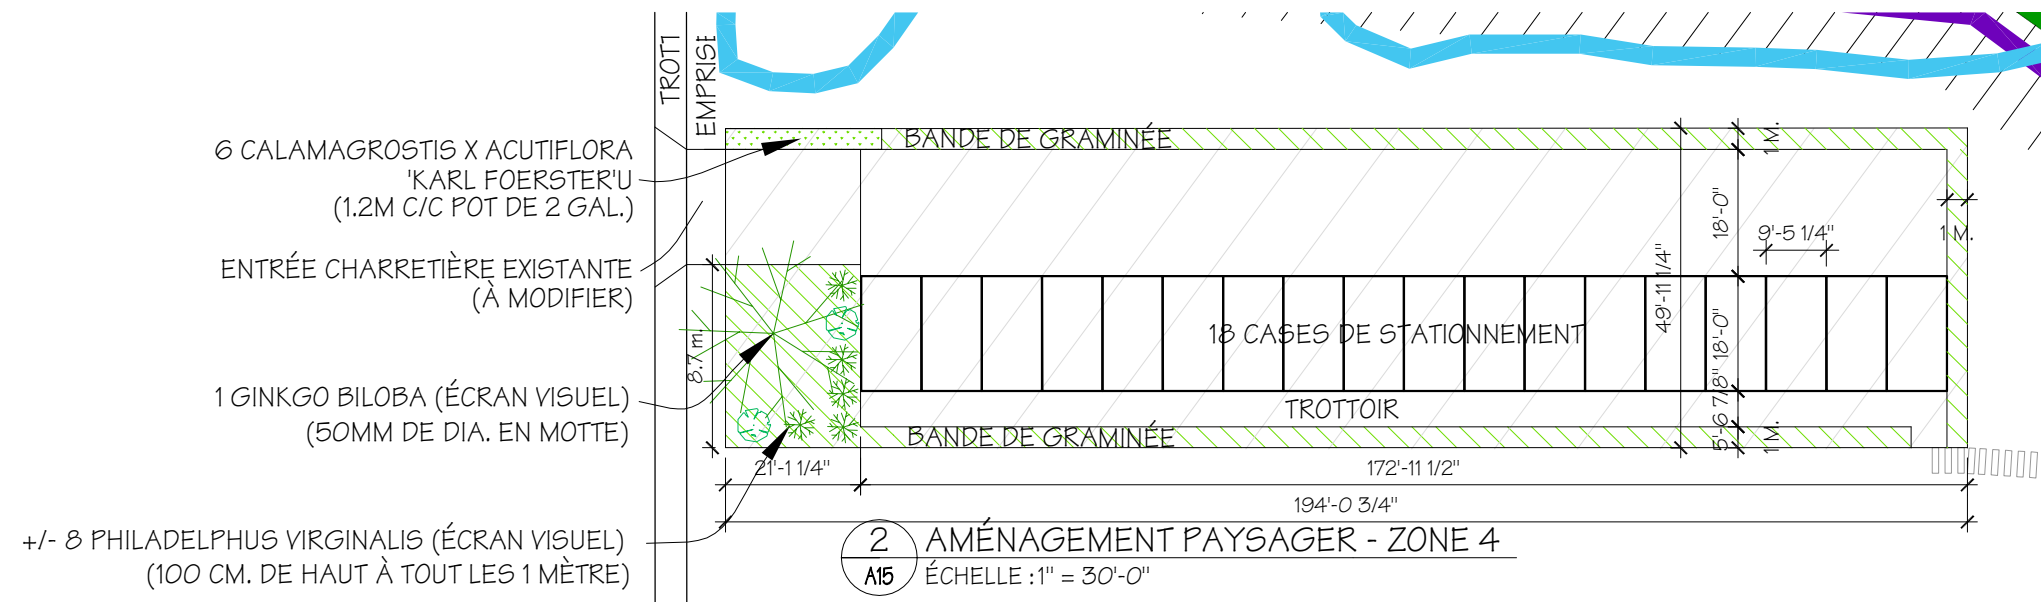 TROTT
EMPRISE
6 CALAMAGROSTIS X ACUTIFLORA
'KARL FOERSTER'U
(1.2M C/C POT DE 2 GAL.)
ENTRÉE CHARRETIÈRE EXISTANTE
(À MODIFIER)
1 GINKGO BILOBA (ÉCRAN VISUEL)
(50MM DE DIA. EN MOTTE)
+/- 8 PHILADELPHUS VIRGINALIS (ÉCRAN VISUEL)
(100 CM. DE HAUT À TOUT LES 1 MÈTRE)
8.7 m.
BANDE DE GRAMINÉE
18 CASES DE STATIONNEMENT
TROTTOIR
BANDE DE GRAMINÉE
1 M.
18'-0"
49'-11 1/4"
9'-5 1/4"
1 M.
18'-0"
5'-6 7/8"
1 M.
21'-1 1/4"
172'-11 1/2"
194'-0 3/4"
2
A15
AMÉNAGEMENT PAYSAGER - ZONE 4
ÉCHELLE : 1" = 30'-0"